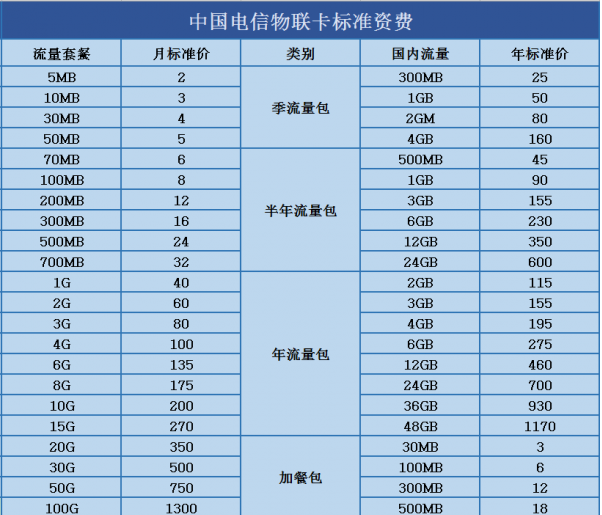 中国电信物联卡标准资费
流量套餐 月标准价 类别 国内流量 年标准价
5MB 2 300MB 25
10MB 3 1GB 50
季流量包
30MB 4 2GM 80
50MB 5 4GB 160
70MB 6 500MB 45
100MB 8 1GB 90
200MB 12 3GB 155
半年流量包
300MB 16 6GB 230
500MB 24 12GB 350
700MB 32 24GB 600
1G 40 2GB 115
2G 60 3GB 155
3G 80 4GB 195
4G 100 6GB 275
年流量包
6G 135 12GB 460
8G 175 24GB 700
10G 200 36GB 930
15G 270 48GB 1170
20G 350 30MB 3
30G 500 100MB 6
加餐包
50G 750 300MB 12
100G 1300 500MB 18